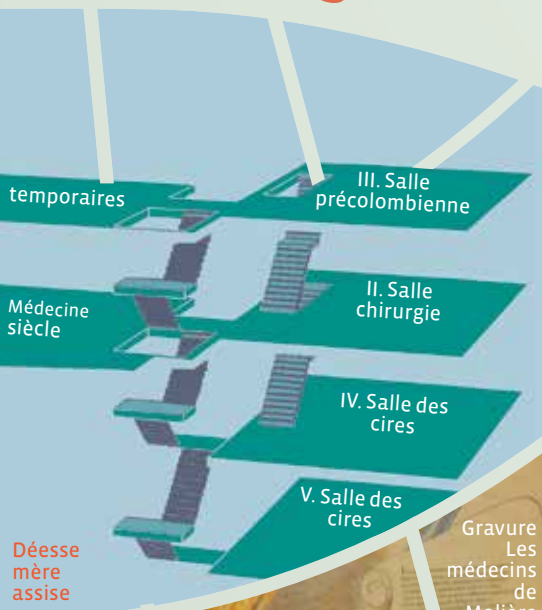 temporaires
III. Salle
précolombienne
Médecine
siècle
II. Salle
chirurgie
IV. Salle des
cires
V. Salle des
cires
Déesse
mère
assise
Gravure
Les
médecins
de
Molière